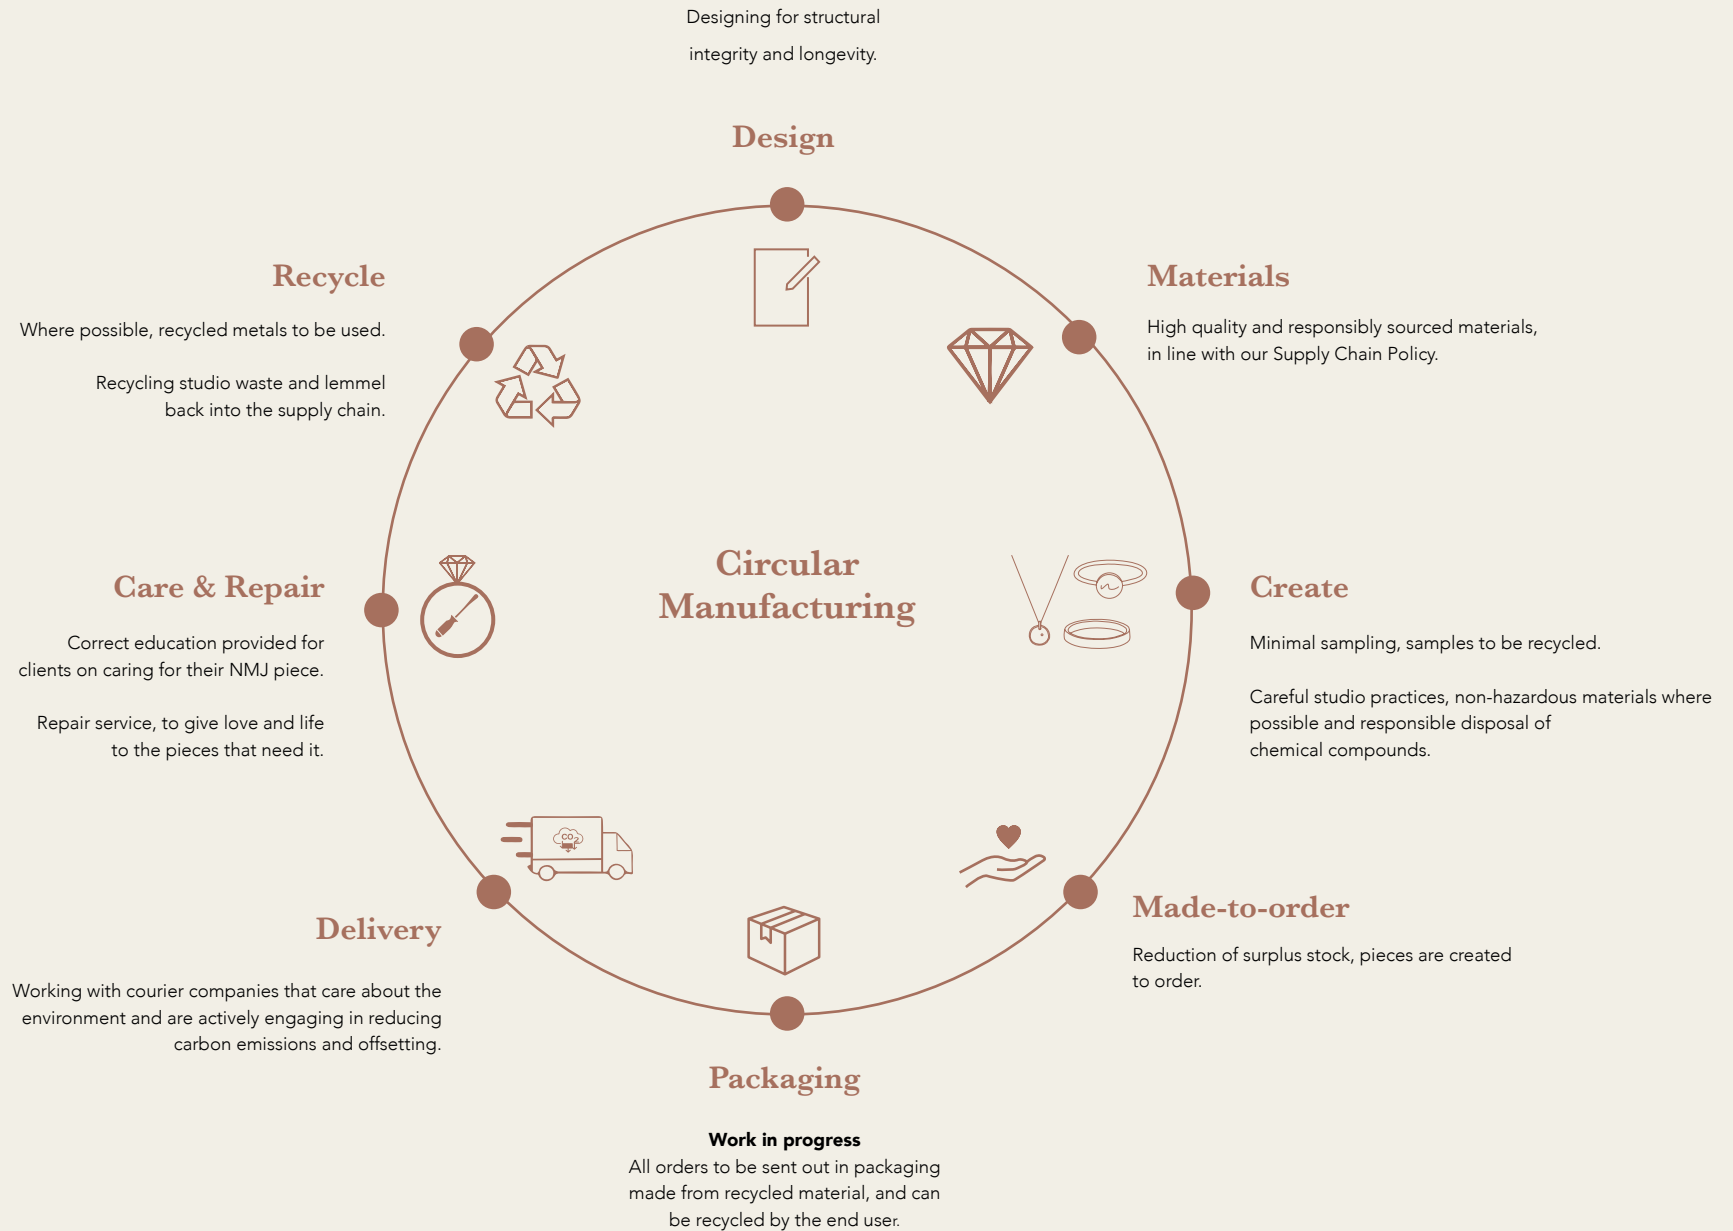 Designing for structural
integrity and longevity.
Design
Materials
High quality and responsibly sourced materials,
in line with our Supply Chain Policy.
Create
Minimal sampling, samples to be recycled.
Careful studio practices, non-hazardous materials where
possible and responsible disposal of
chemical compounds.
Made-to-order
Reduction of surplus stock, pieces are created
to order.
Packaging
Work in progress
All orders to be sent out in packaging
made from recycled material, and can
be recycled by the end user.
Delivery
Working with courier companies that care about the
environment and are actively engaging in reducing
carbon emissions and offsetting.
CO2
Care & Repair
Correct education provided for
clients on caring for their NMJ piece.
Repair service, to give love and life
to the pieces that need it.
Recycle
Where possible, recycled metals to be used.
Recycling studio waste and lemmel
back into the supply chain.
Circular
Manufacturing